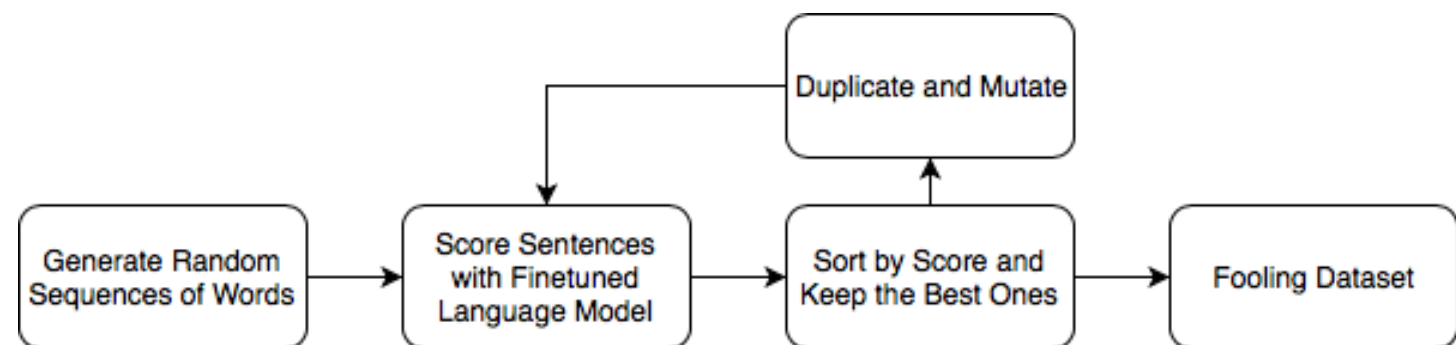 Duplicate and Mutate
Generate Random
Sequences of Words
Score Sentences
with Finetuned
Language Model
Sort by Score and
Keep the Best Ones
Fooling Dataset